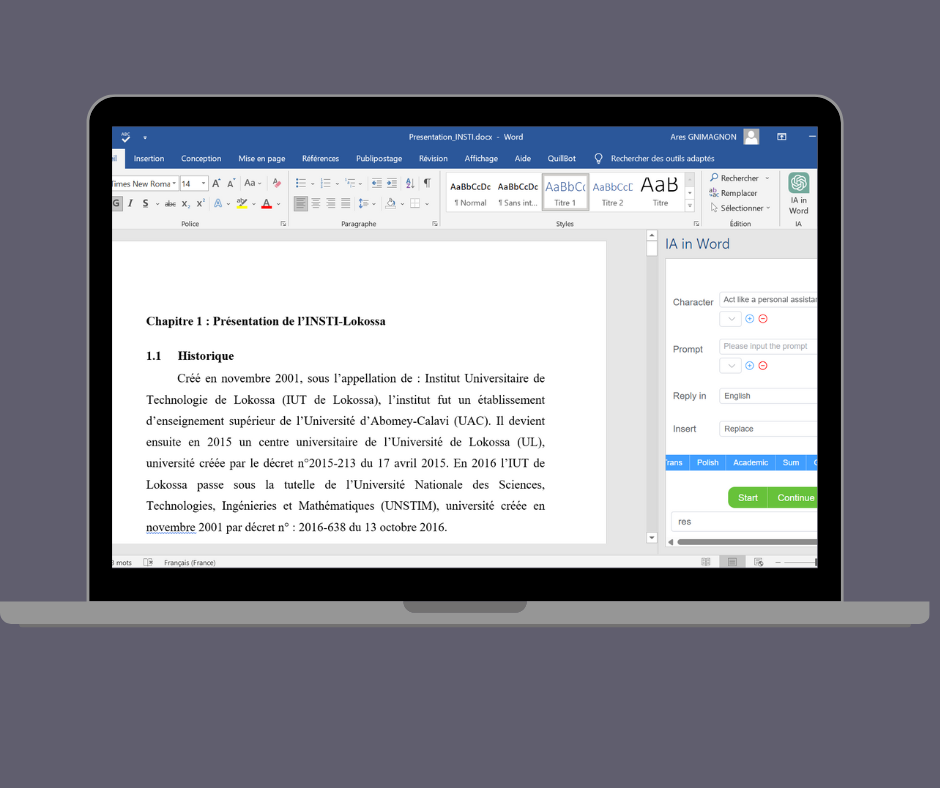 ABC
Presentation_INSTI.docx - Word
Ares GNIMAGNON
Insertion Conception Mise en page Références Publipostage Révision Affichage Aide QuillBot Rechercher des outils adaptés
Times New Roma 14 A A Aa A
G I S abc x₂ x² A ab A
Police
Paragraphe
AaBbCcDc AaBbCcDc AaBbCc AaBbCcE AaB
¶ Normal ¶ Sans int... Titre 1 Titre 2 Titre
Styles
Rechercher
Remplacer
Sélectionner
Édition
IA in
Word
IA
Chapitre 1 : Présentation de l'INSTI-Lokossa
1.1 Historique
Créé en novembre 2001, sous l'appellation de : Institut Universitaire de
Technologie de Lokossa (IUT de Lokossa), l'institut fut un établissement
d'enseignement supérieur de l'Université d'Abomey-Calavi (UAC). Il devient
ensuite en 2015 un centre universitaire de l'Université de Lokossa (UL),
université créée par le décret n°2015-213 du 17 avril 2015. En 2016 l'IUT de
Lokossa passe sous la tutelle de l'Université Nationale des Sciences,
Technologies, Ingénieries et Mathématiques (UNSTIM), université créée en
novembre 2001 par décret n° : 2016-638 du 13 octobre 2016.
IA in Word
Character Act like a personal assistan
Prompt Please input the prompt
Reply in English
Insert Replace
Trans Polish Academic Sum
Start Continue
res
mots Français (France)